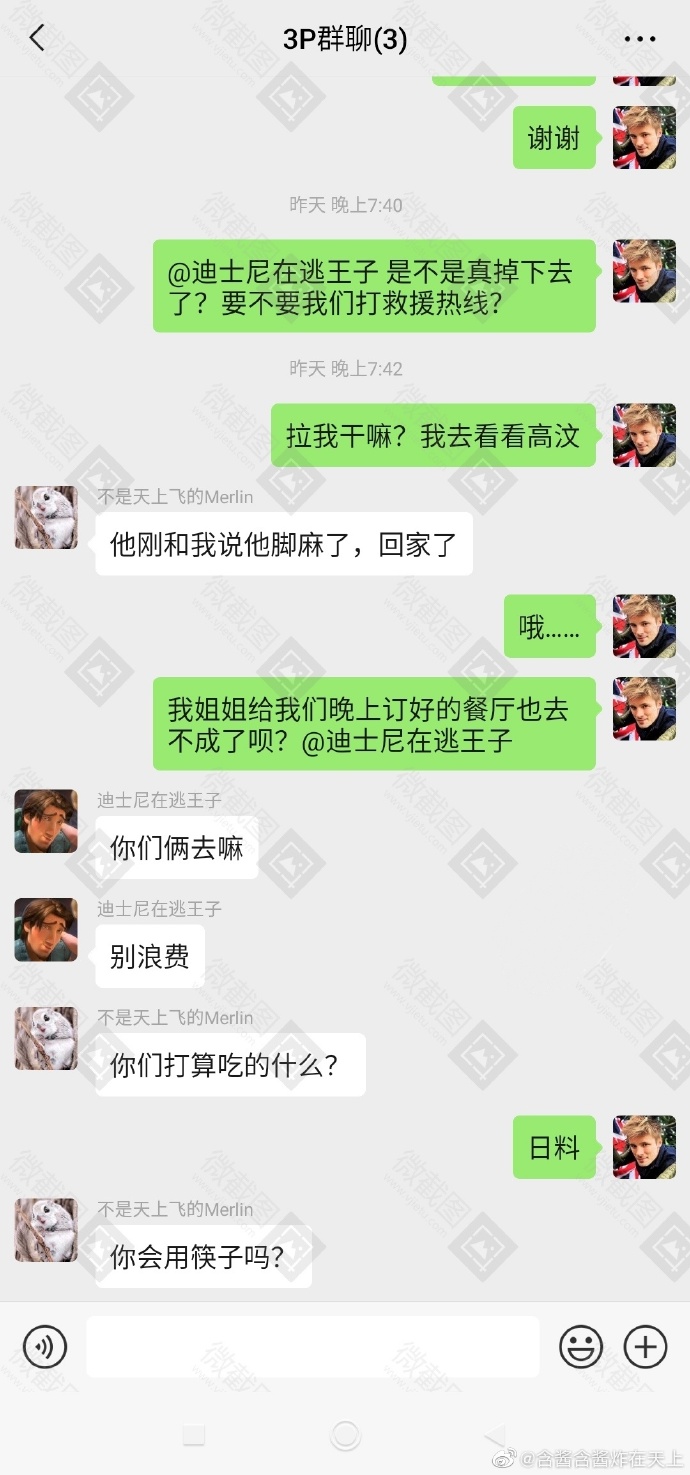 3P群聊(3)
谢谢
昨天 晚上7:40
@迪士尼在逃王子 是不是真掉下去
了？要不要我们打救援热线？
昨天 晚上7:42
拉我干嘛？我去看看高汶
不是天上飞的Merlin
他刚和我说他脚麻了，回家了
哦……
我姐姐给我们晚上订好的餐厅也去
不成了呗？@迪士尼在逃王子
迪士尼在逃王子
你们俩去嘛
迪士尼在逃王子
别浪费
不是天上飞的Merlin
你们打算吃的什么？
日料
不是天上飞的Merlin
你会用筷子吗？
微截图
@含酱含酱炸在天上